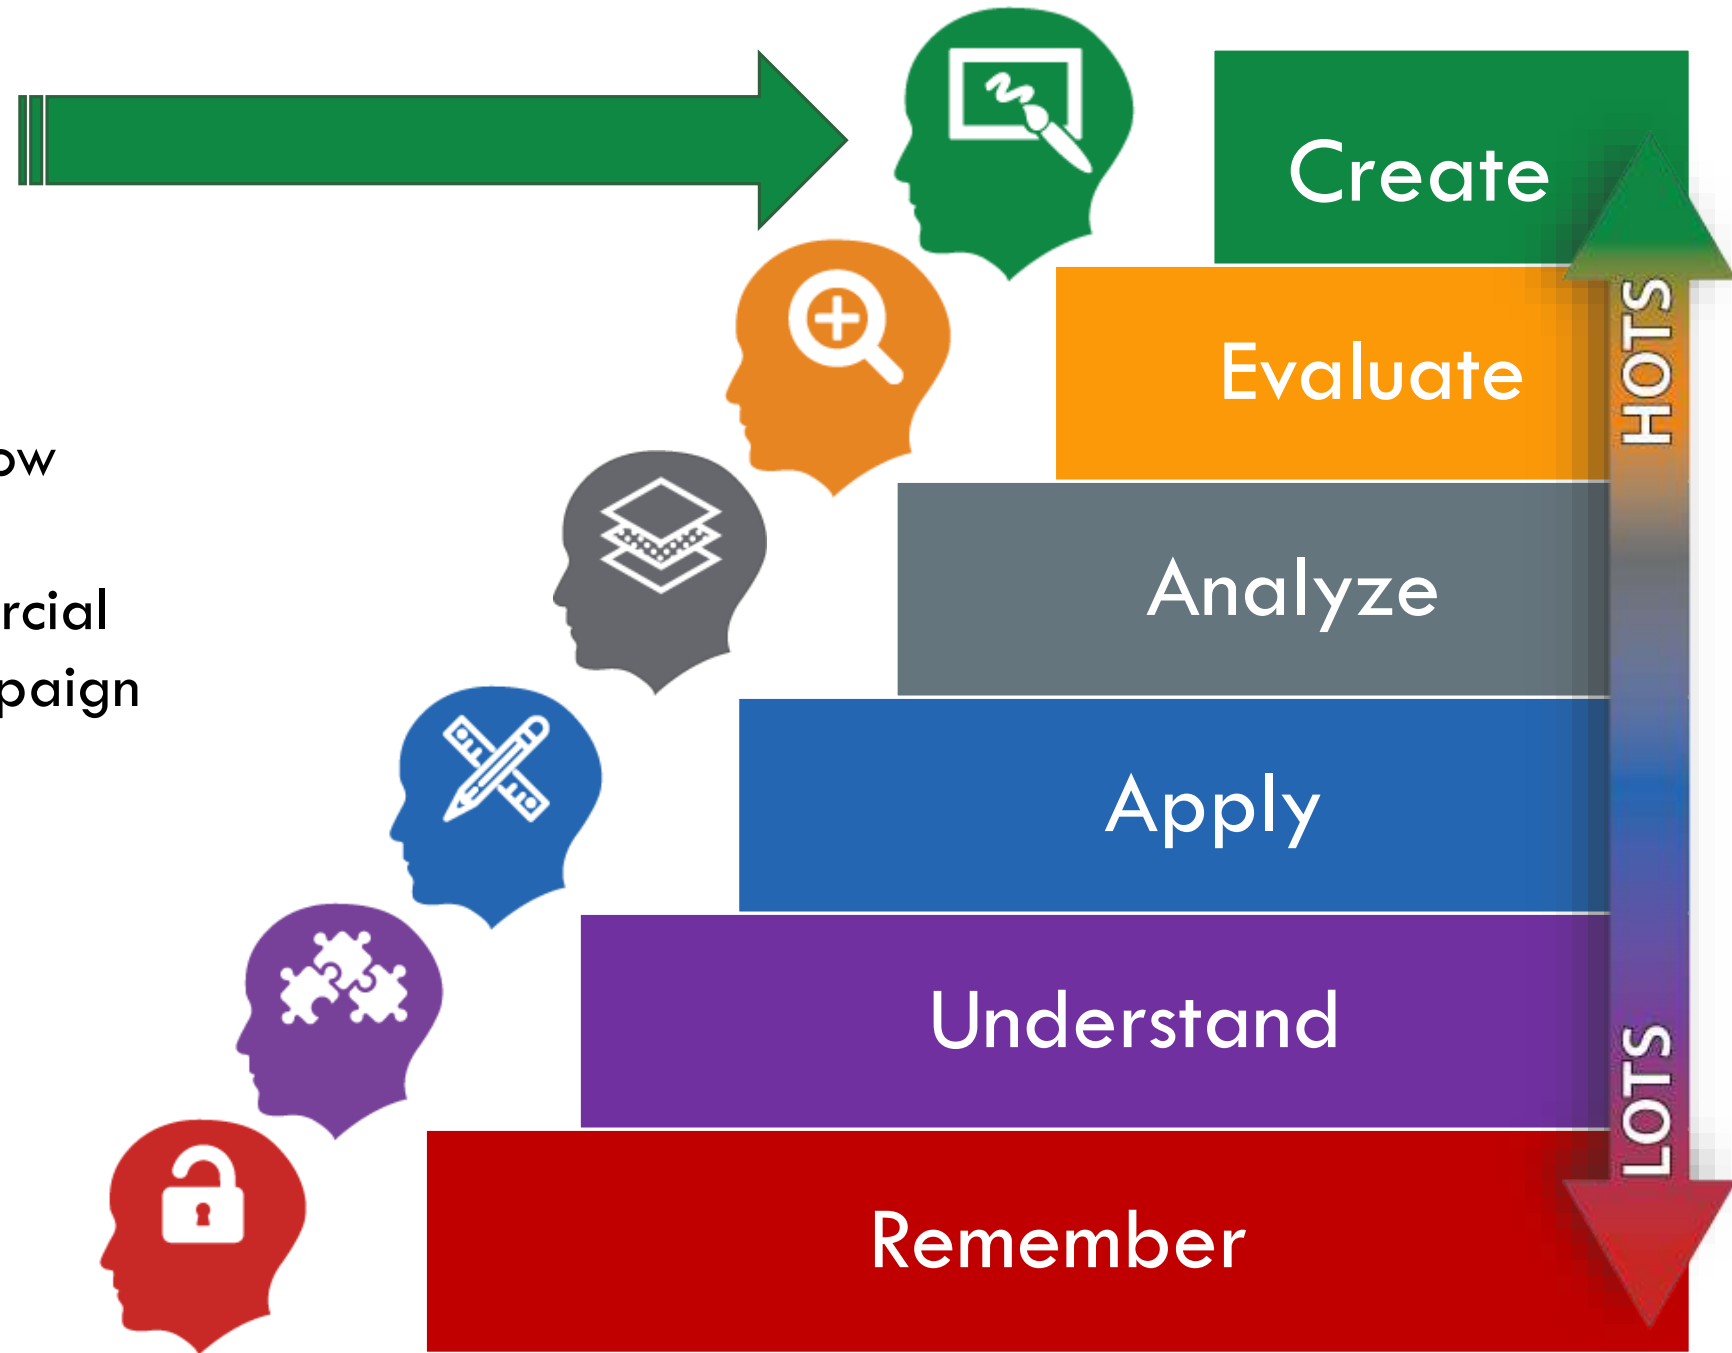 Create
Evaluate
ow
Analyze
rcial
paign
Apply
Understand
Remember
HOTS
LOTS